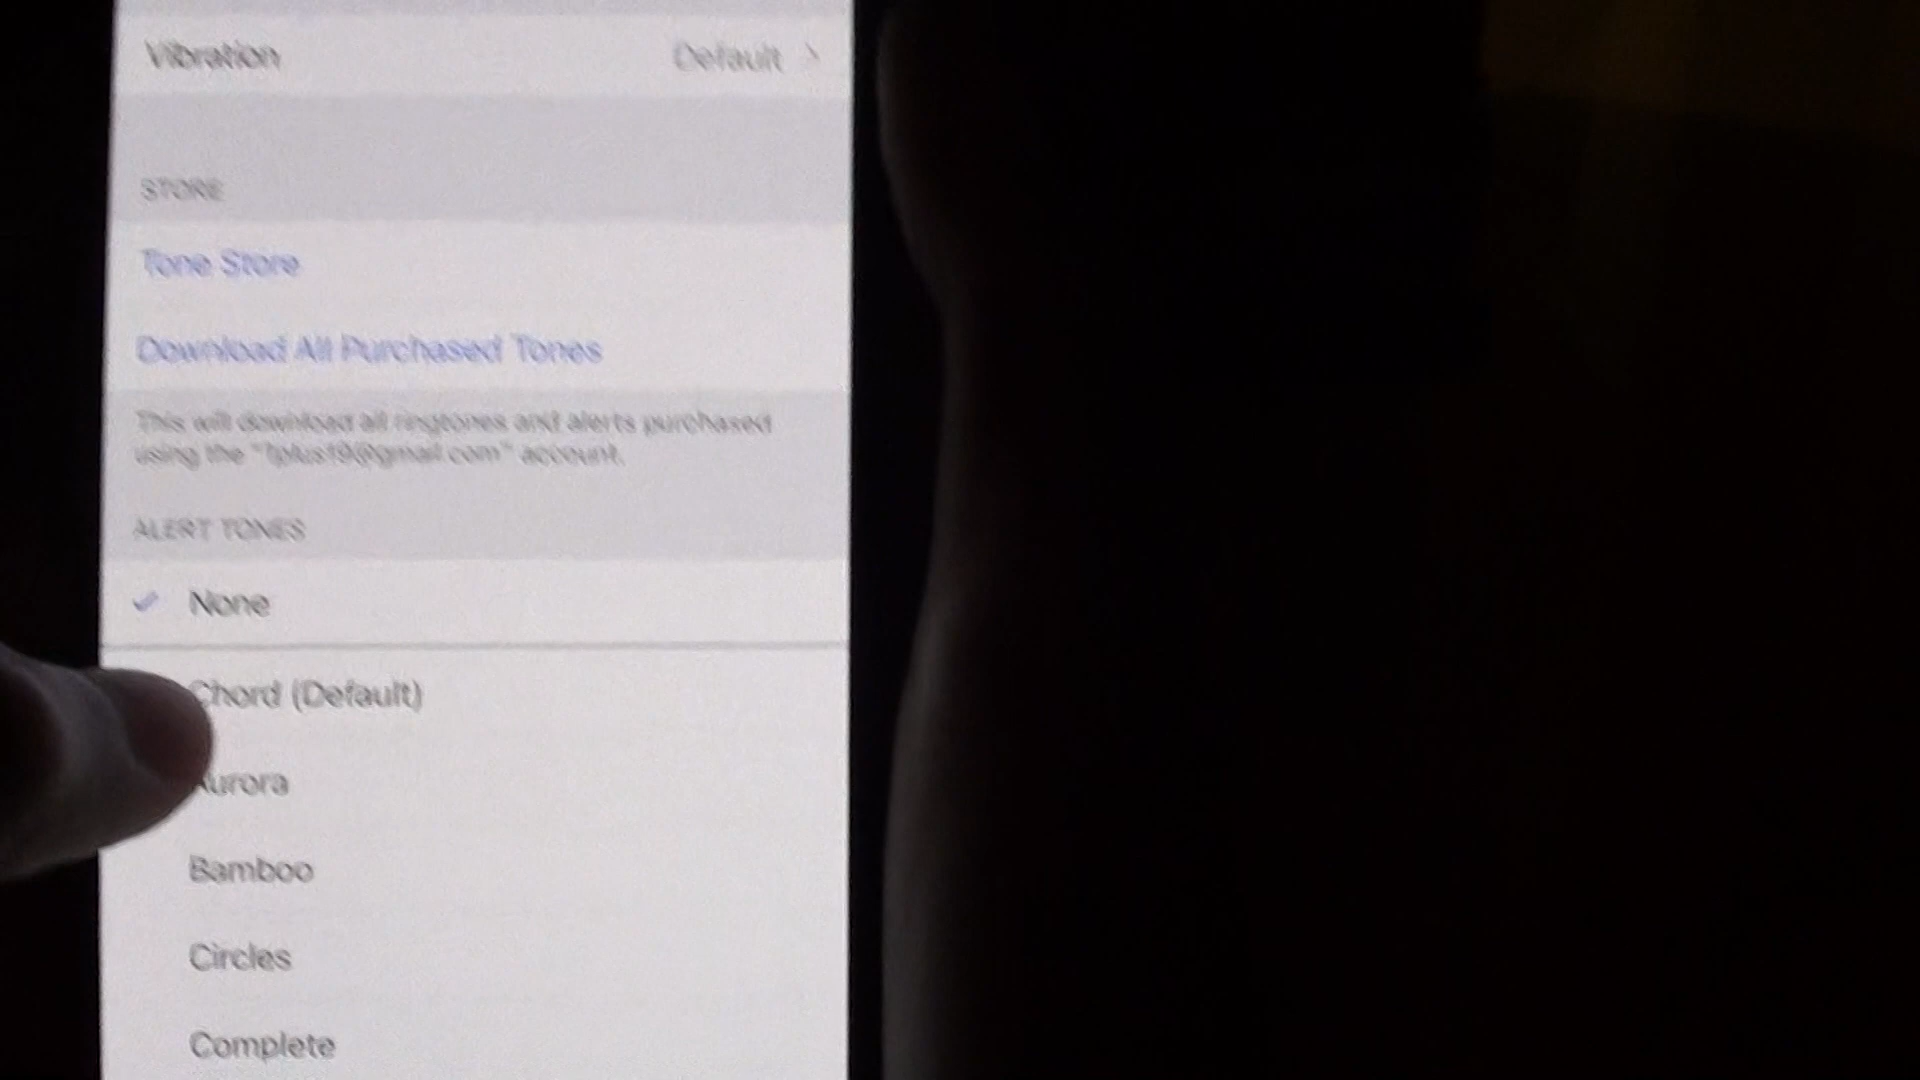 Vibration Default >
STORE
Tone Store
Download All Purchased Tones
This will download all ringtones and alerts purchased
using the " account.
ALERT TONES
✓ None
Chord (Default)
Aurora
Bamboo
Circles
Complete